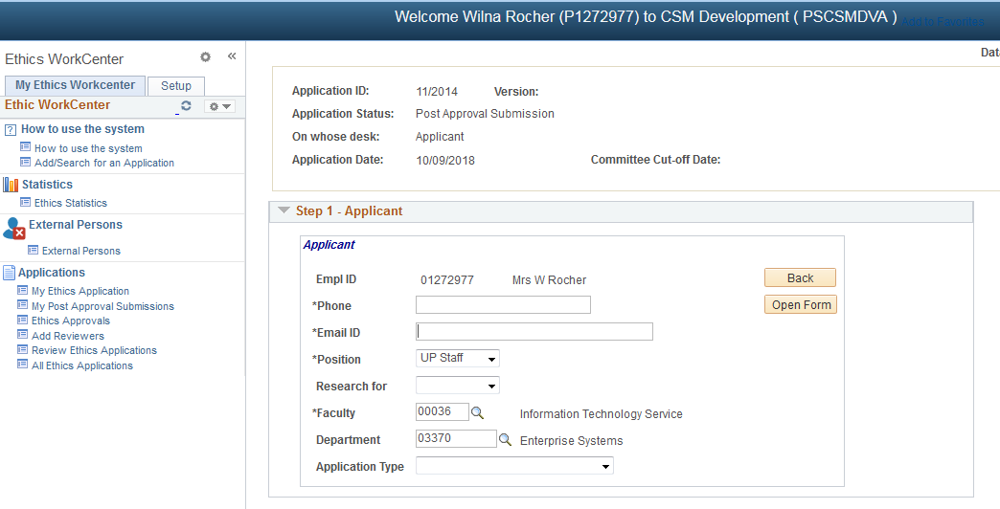 Welcome Wilna Rocher (P1272977) to CSM Development ( PSCSMDVA )
Add to Favorites
Ethics WorkCenter
«
My Ethics Workcenter
Setup
Ethic WorkCenter
How to use the system
How to use the system
Add/Search for an Application
Statistics
Ethics Statistics
External Persons
External Persons
Applications
My Ethics Application
My Post Approval Submissions
Ethics Approvals
Add Reviewers
Review Ethics Applications
All Ethics Applications
Dat
Application ID: 11/2014 Version:
Application Status: Post Approval Submission
On whose desk: Applicant
Application Date: 10/09/2018 Committee Cut-off Date:
Step 1 - Applicant
Applicant
Empl ID 01272977 Mrs W Rocher
Back
*Phone
Open Form
*Email ID
*Position UP Staff
Research for
*Faculty 00036 Information Technology Service
Department 03370 Enterprise Systems
Application Type